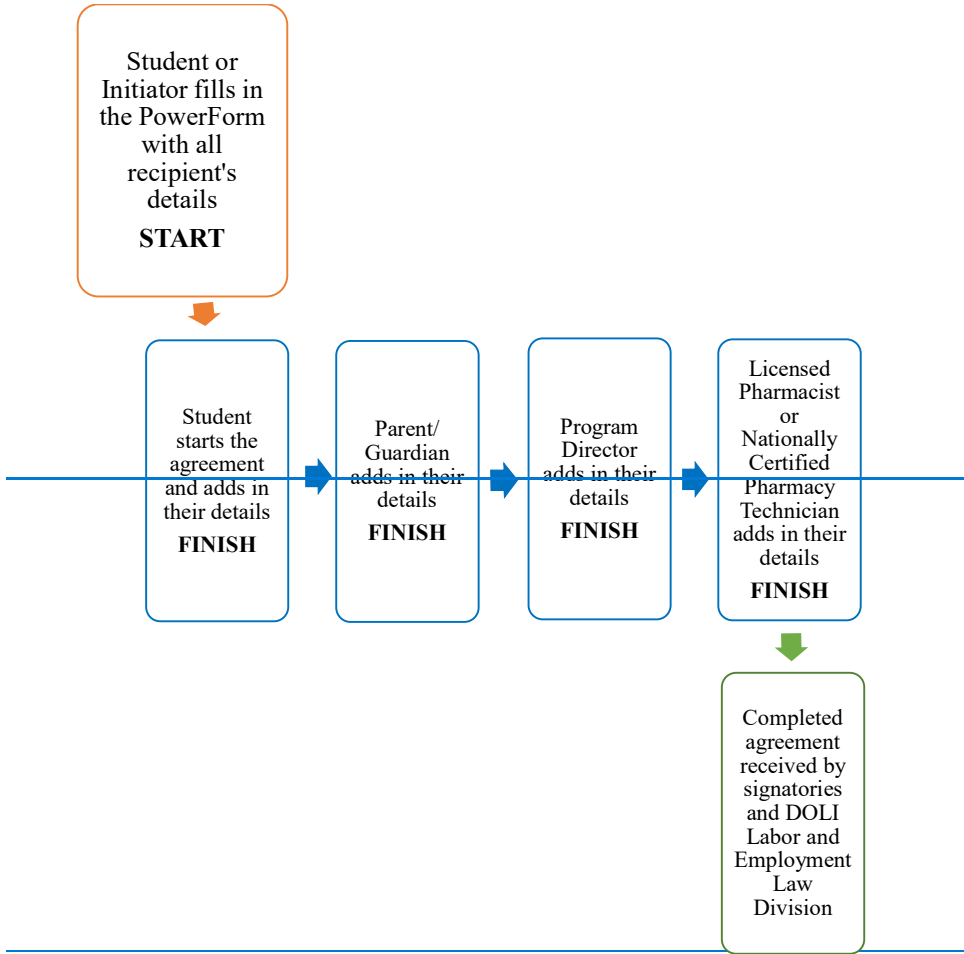 Student or
Initiator fills in
the PowerForm
with all
recipient's
details
START
Student
starts the
agreement
and adds in
their details
FINISH
Parent/
Guardian
adds in their
details
FINISH
Program
Director
adds in their
details
FINISH
Licensed
Pharmacist
or
Nationally
Certified
Pharmacy
Technician
adds in their
details
FINISH
Completed
agreement
received by
signatories
and DOLI
Labor and
Employment
Law
Division